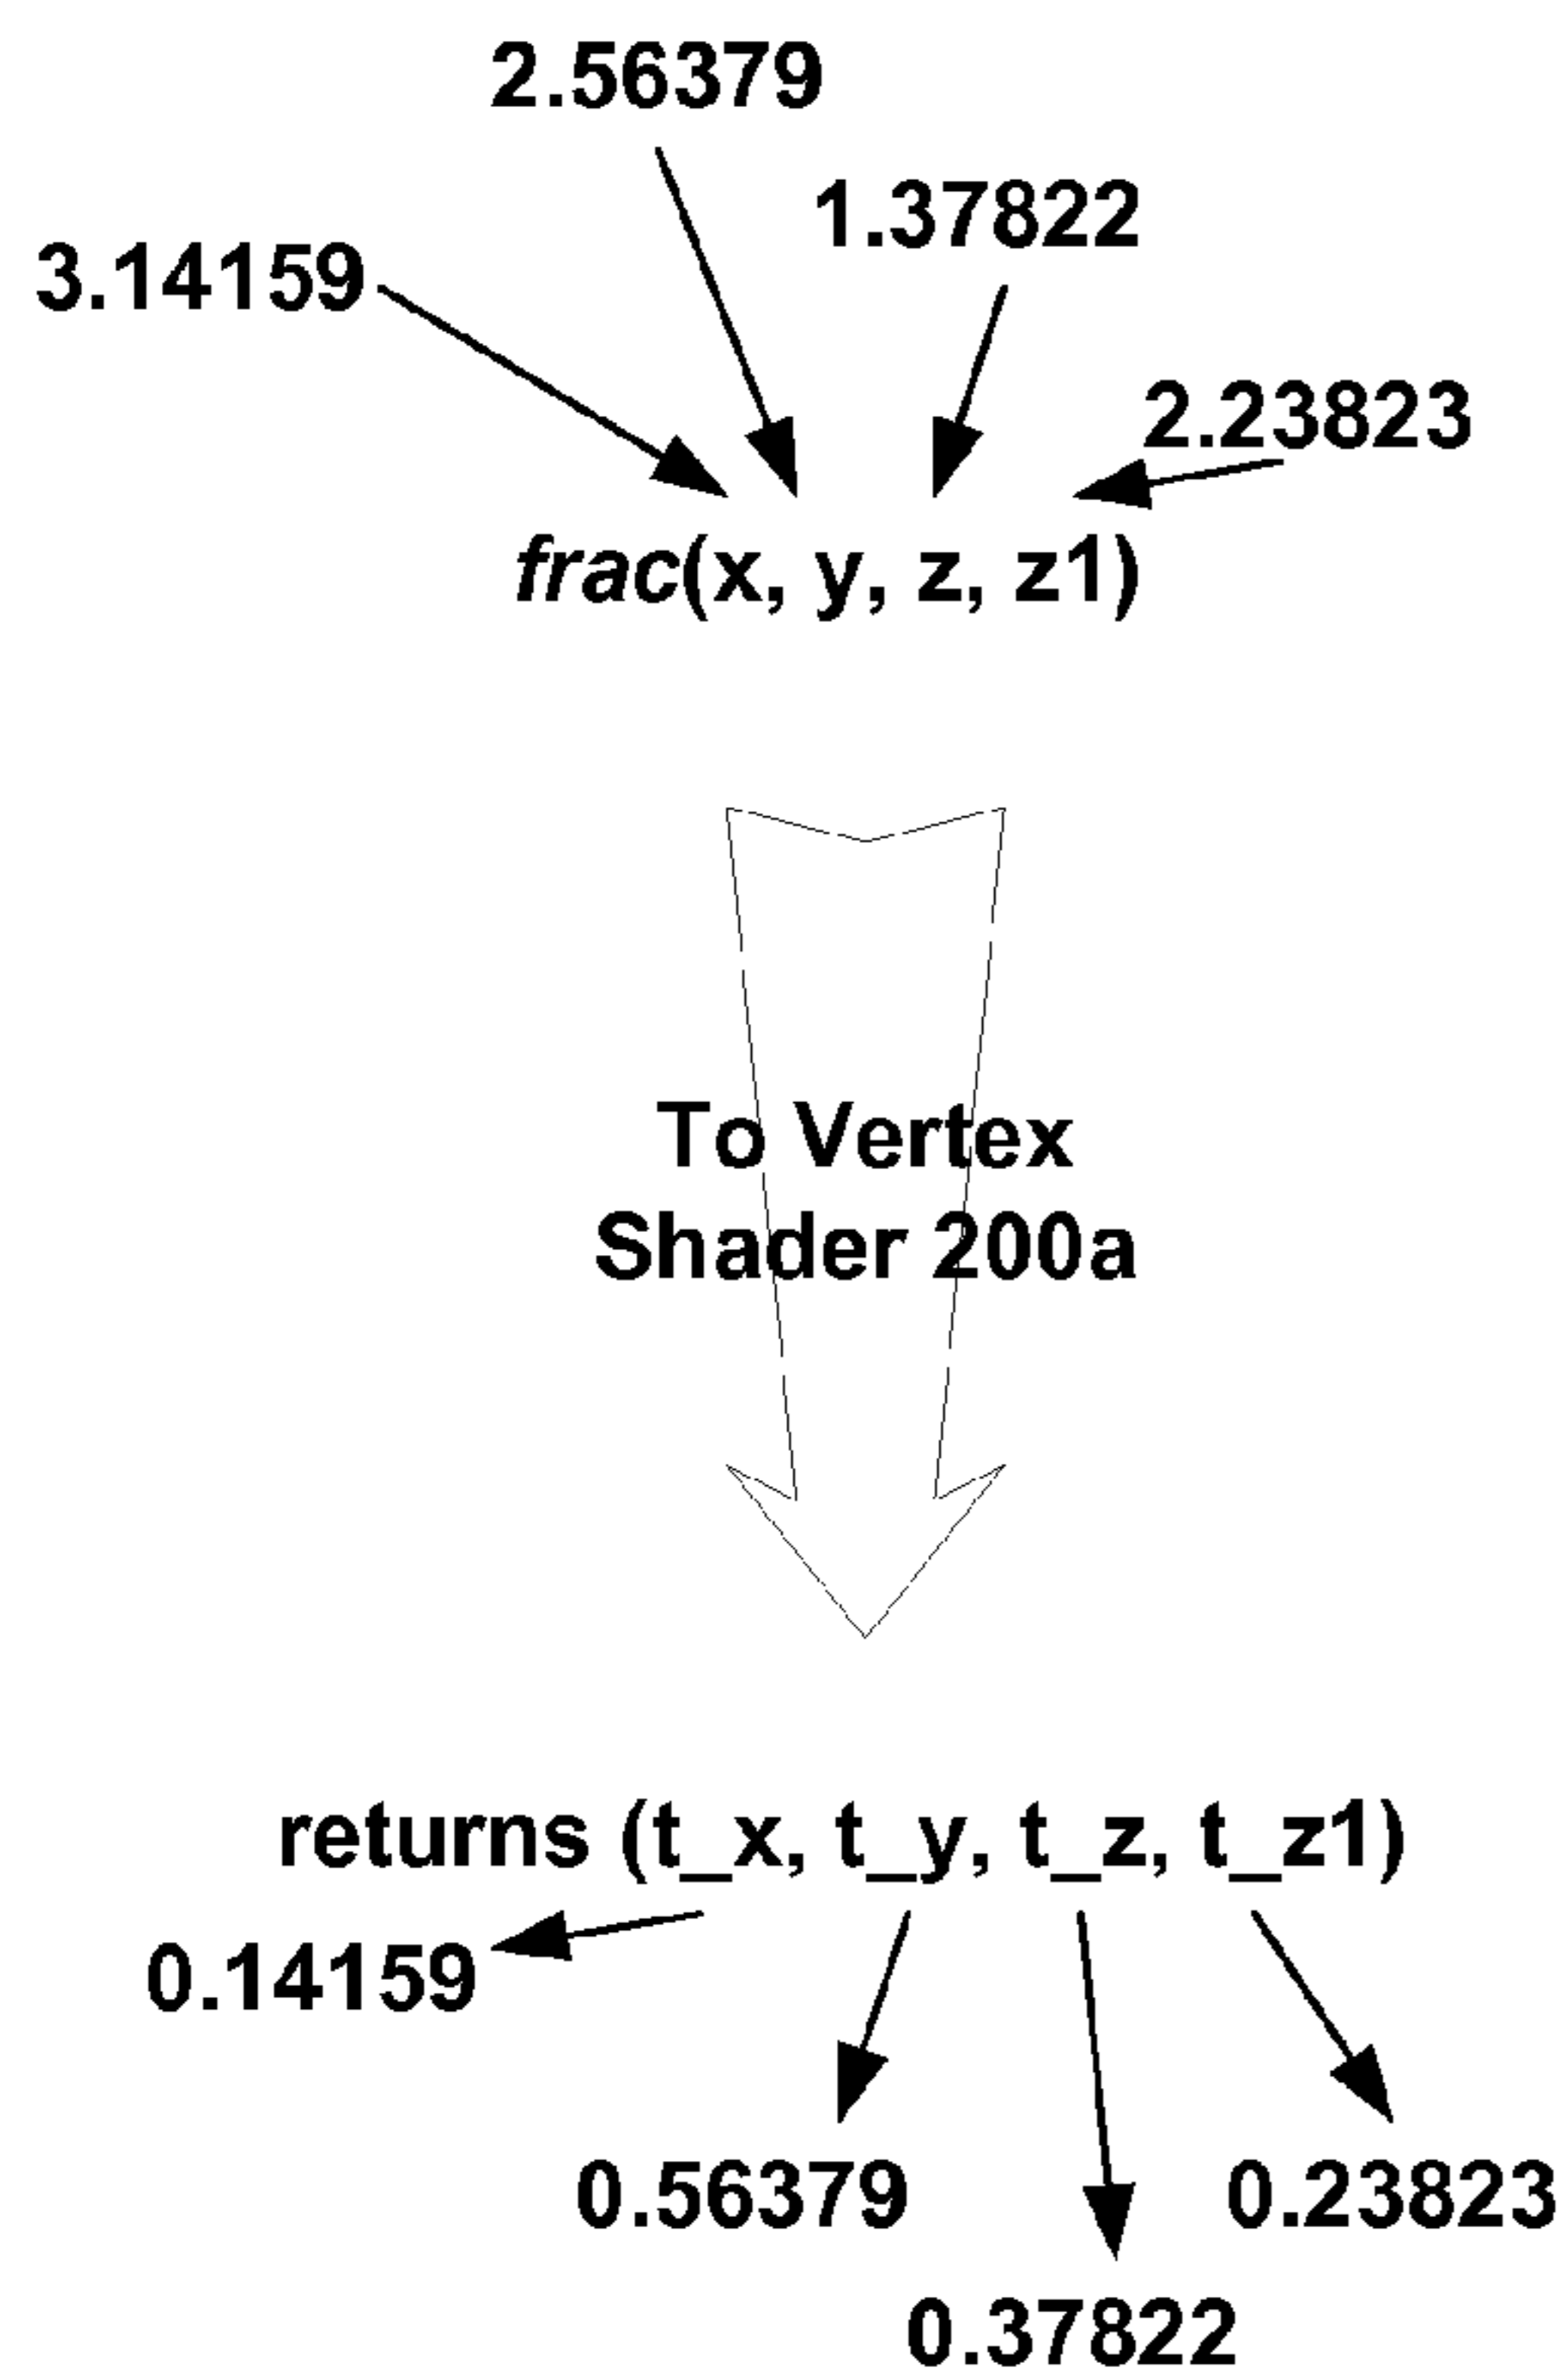 2.56379
1.37822
3.14159
2.23823
frac(x, y, z, z1)
To Vertex
Shader 200a
returns (t_x, t_y, t_z, t_z1)
0.14159
0.56379
0.23823
0.37822